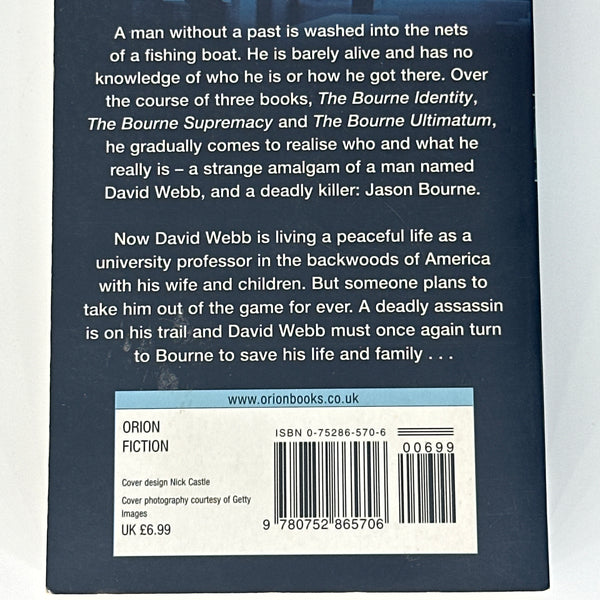 A man without a past is washed into the nets
of a fishing boat. He is barely alive and has no
knowledge of who he is or how he got there. Over
the course of three books, The Bourne Identity,
The Bourne Supremacy and The Bourne Ultimatum,
he gradually comes to realise who and what he
really is – a strange amalgam of a man named
David Webb, and a deadly killer: Jason Bourne.
Now David Webb is living a peaceful life as a
university professor in the backwoods of America
with his wife and children. But someone plans to
take him out of the game for ever. A deadly assassin
is on his trail and David Webb must once again turn
to Bourne to save his life and family . . .
www.orionbooks.co.uk
ORION
FICTION
Cover design Nick Castle
Cover photography courtesy of Getty
Images
UK £6.99
ISBN 0-75286-570-6
00699
9 780752 865706